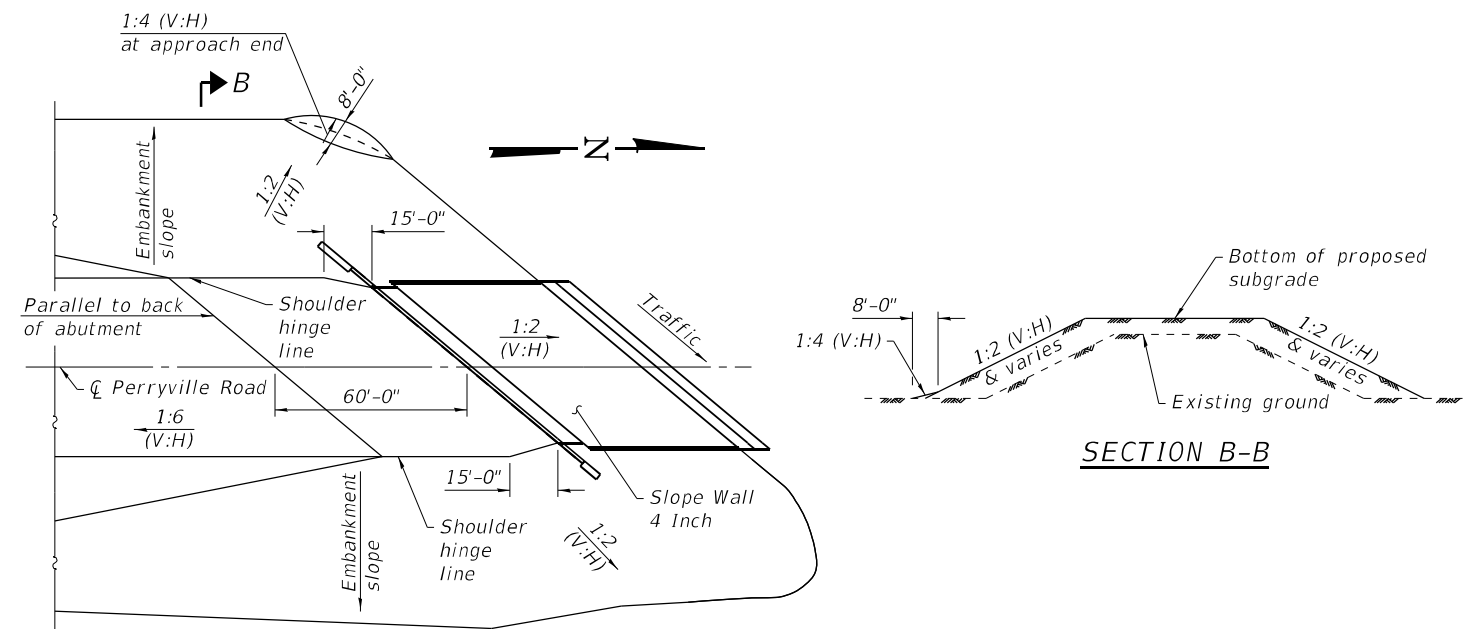 1:4 (V:H)
at approach end
B
8'-0"
N
Embankment
slope
1:2
(V:H)
15'-0"
Parallel to back
of abutment
Shoulder
hinge
line
1:2
(V:H)
Traffic
℄ Perryville Road
60'-0"
1:6
(V:H)
15'-0"
Slope Wall
4 Inch
Embankment
slope
Shoulder
hinge
line
1:2
(V:H)
Bottom of proposed
subgrade
8'-0"
1:4 (V:H)
1:2 (V:H)
& varies
1:2 (V:H)
& varies
Existing ground
SECTION B-B